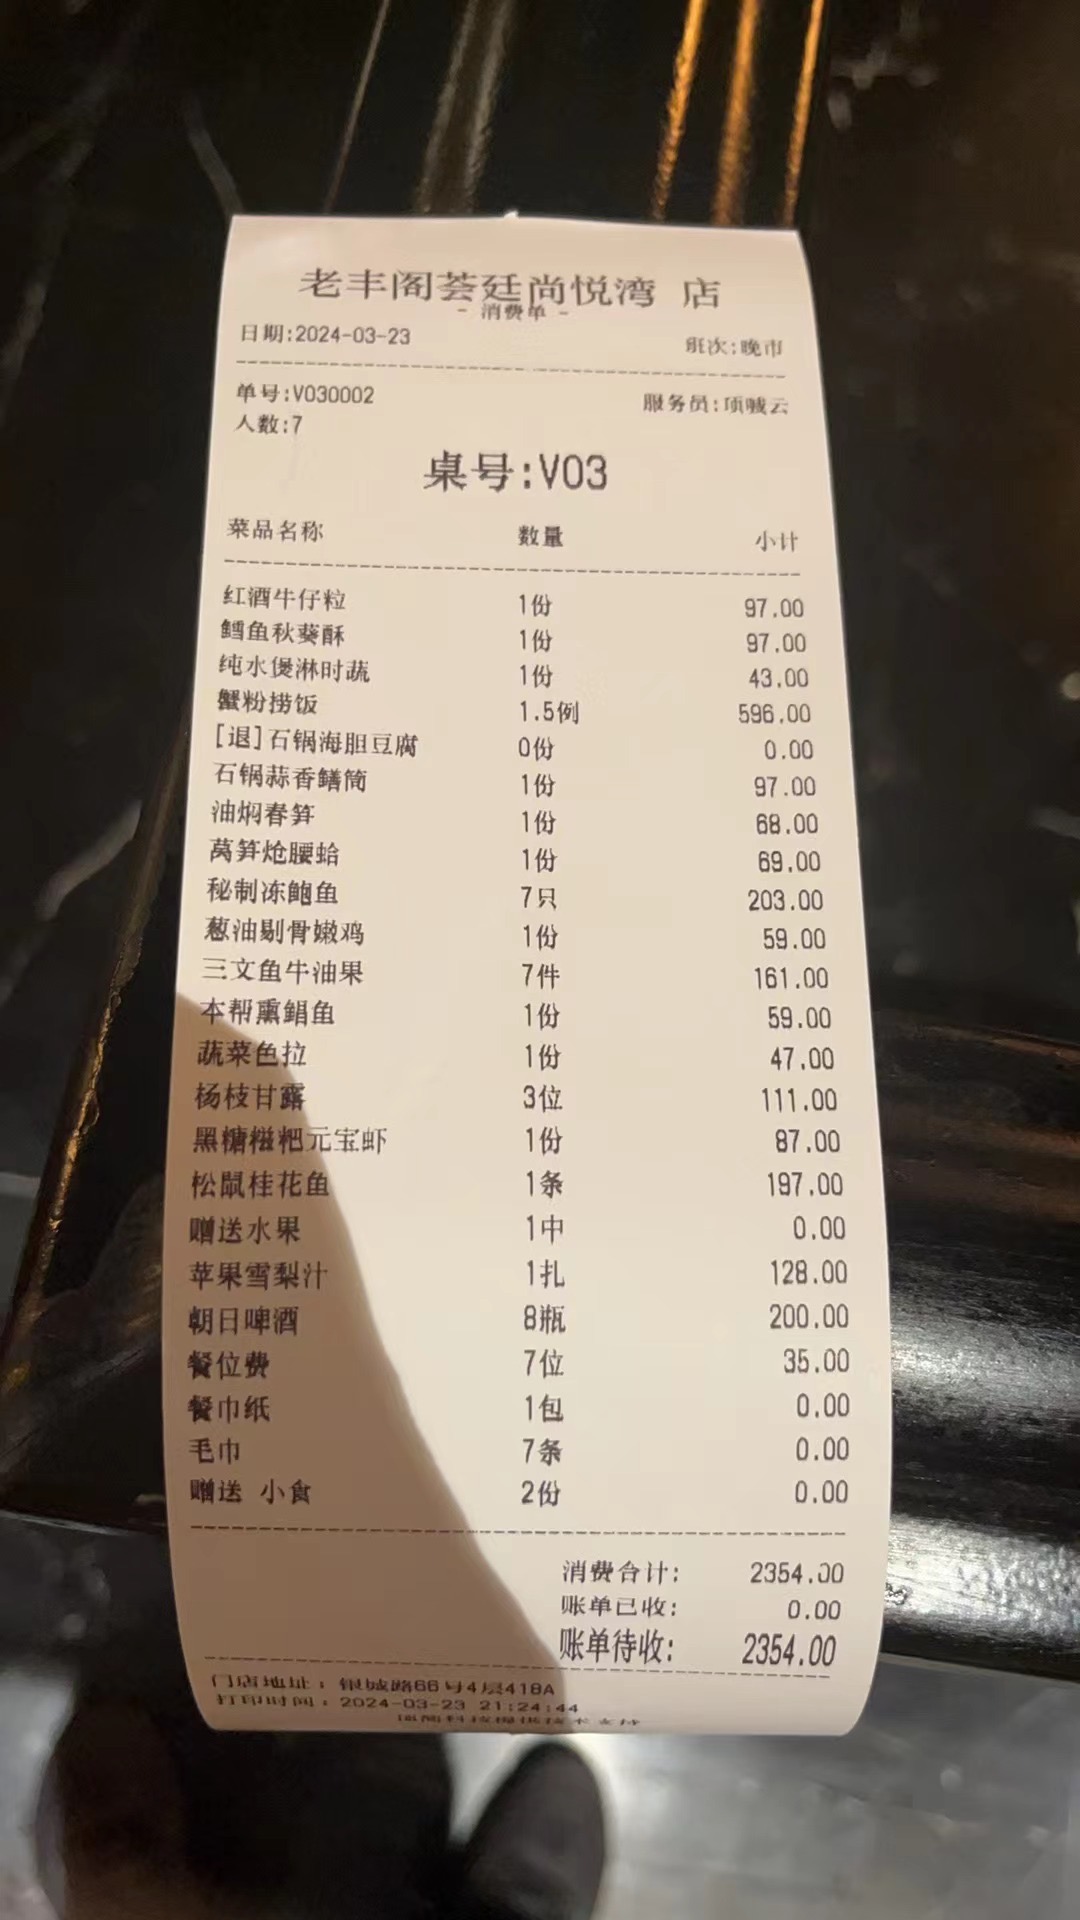 老丰阁荟廷尚悦湾 店
- 消费单 -
日期:2024-03-23 班次:晚市
单号:V030002 服务员:项贼云
人数:7
桌号:V03
菜品名称 数量 小计
红酒牛仔粒 1份 97.00
鳕鱼秋葵酥 1份 97.00
纯水煲淋时蔬 1份 43.00
蟹粉捞饭 1.5例 596.00
[退]石锅海胆豆腐 0份 0.00
石锅蒜香鳝筒 1份 97.00
油焖春笋 1份 68.00
莴笋炝腰蛤 1份 69.00
秘制冻鲍鱼 7只 203.00
葱油剔骨嫩鸡 1份 59.00
三文鱼牛油果 7件 161.00
本帮熏鲳鱼 1份 59.00
蔬菜色拉 1份 47.00
杨枝甘露 3位 111.00
黑糖糍粑元宝虾 1份 87.00
松鼠桂花鱼 1条 197.00
赠送水果 1中 0.00
苹果雪梨汁 1扎 128.00
朝日啤酒 8瓶 200.00
餐位费 7位 35.00
餐巾纸 1包 0.00
毛巾 7条 0.00
赠送 小食 2份 0.00
消费合计: 2354.00
账单已收: 0.00
账单待收: 2354.00
门店地址：银城路66号4层418A
打印时间：2024-03-23 21:24:44